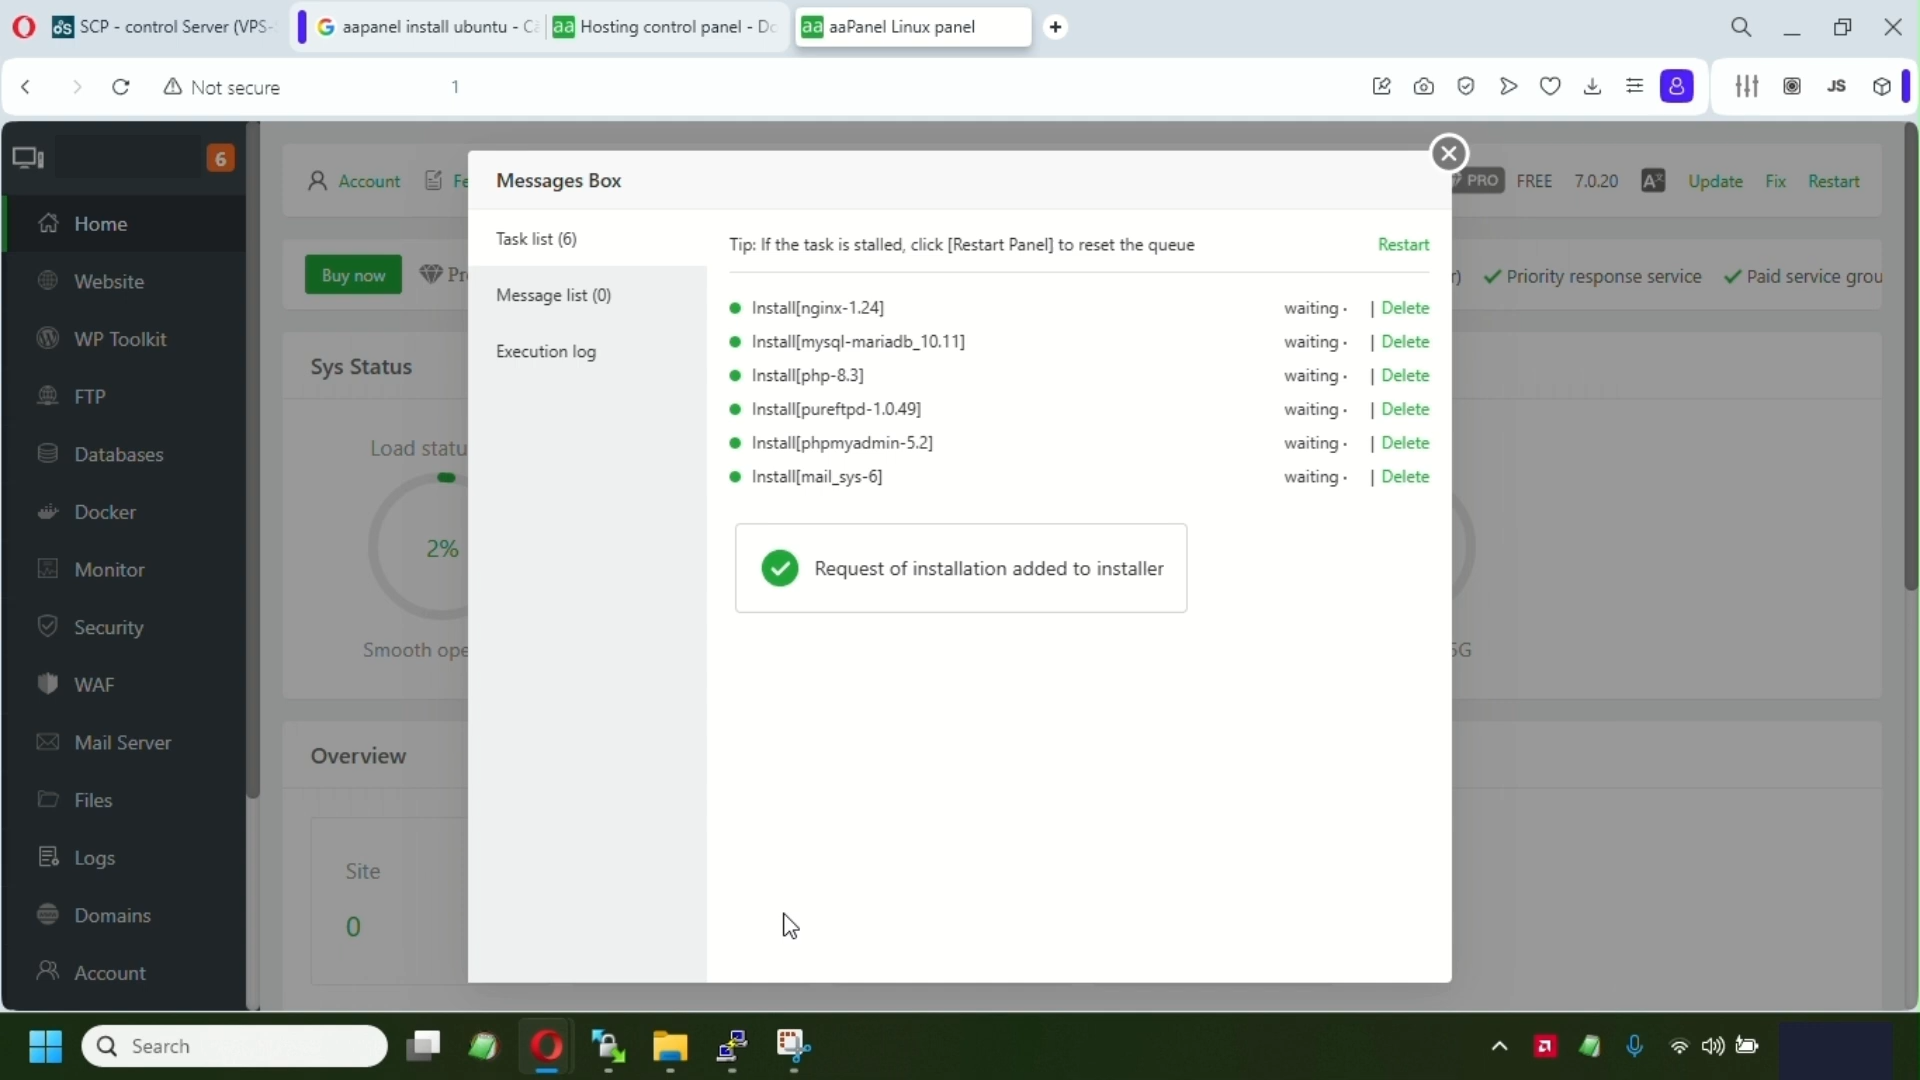 SCP - control Server (VPS-
aapanel install ubuntu - Că
Hosting control panel - Do
aaPanel Linux panel
Not secure
1
JS
6
Home
Website
WP Toolkit
FTP
Databases
Docker
Monitor
Security
WAF
Mail Server
Files
Logs
Domains
Account
Account
Fe
PRO
FREE
7.0.20
Update
Fix
Restart
Buy now
Pr
Priority response service
Paid service grou
Sys Status
Load statu
2%
Smooth ope
Overview
Site
0
Messages Box
Task list (6)
Message list (0)
Execution log
Tip: If the task is stalled, click [Restart Panel] to reset the queue
Restart
Install[nginx-1.24] waiting · | Delete
Install[mysql-mariadb_10.11] waiting · | Delete
Install[php-8.3] waiting · | Delete
Install[pureftpd-1.0.49] waiting · | Delete
Install[phpmyadmin-5.2] waiting · | Delete
Install[mail_sys-6] waiting · | Delete
Request of installation added to installer
Search